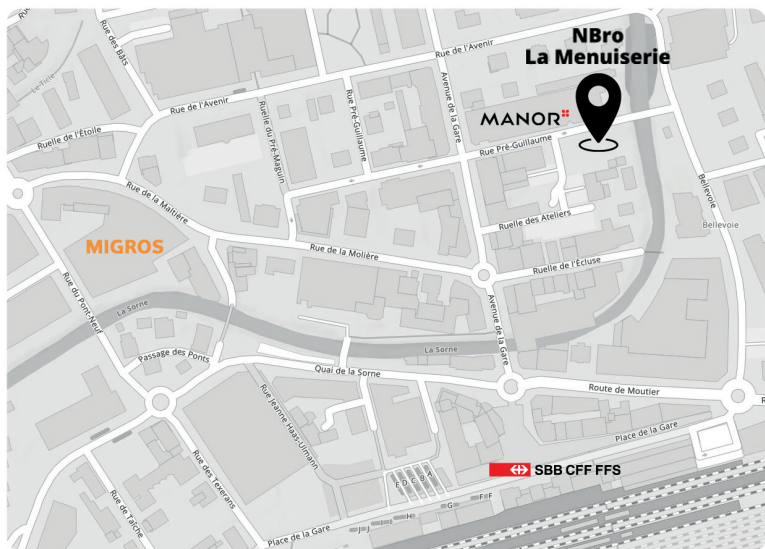 NBro
La Menuiserie
Rue des Bâts
Rue de l'Avenir
Le Ticle
Avenue de la Gare
Rue de l'Avenir
MANOR
Ruelle du Pré-Maguin
Rue Pré-Guillaume
Rue Pré-Guillaume
Ruelle de l'Étoile
Rue de la Maltière
Bellevoie
Ruelle des Ateliers
Bellevoie
MIGROS
Rue de la Molière
Ruelle de l'Écluse
Rue du Pont-Neuf
La Sorne
Avenue de la Gare
La Sorne
Passage des Ponts
Quai de la Sorne
Route de Moutier
Rue Jeanne Haas-Ulmann
Place de la Gare
SBB CFF FFS
E D C B A
Rue des Texerans
F F
G
H
Rue de Taîche
Place de la Gare